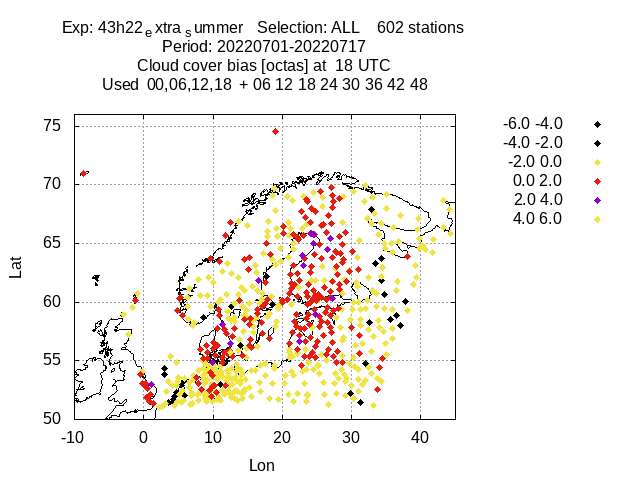 Exp: 43h22extrasummer Selection: ALL 602 stations
Period: 20220701-20220717
Cloud cover bias [octas] at 18 UTC
Used 00,06,12,18 + 06 12 18 24 30 36 42 48
75
70
65
60
55
50
-10 0 10 20 30 40
Lat
Lon
-6.0 -4.0
-4.0 -2.0
-2.0 0.0
0.0 2.0
2.0 4.0
4.0 6.0